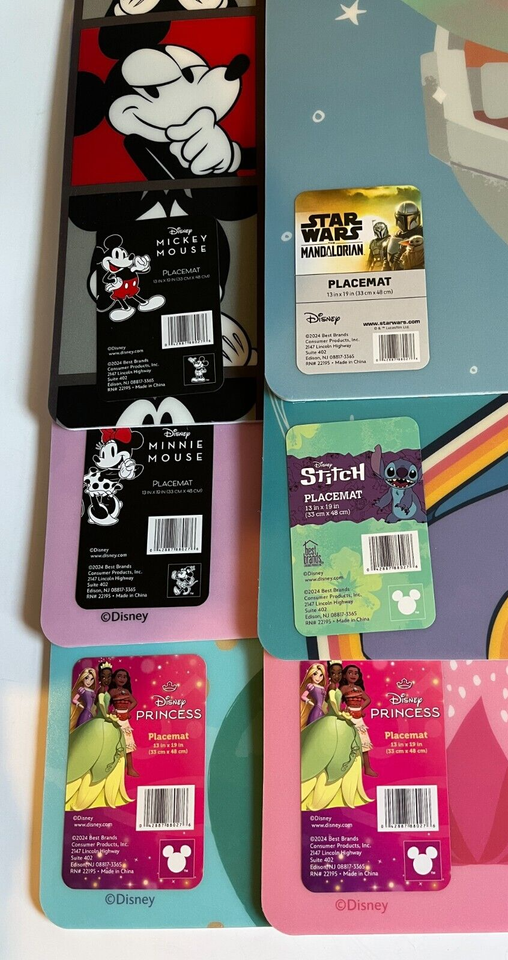 Disney
MICKEY
MOUSE
PLACEMAT
13 in x 19 in (33 cm x 48 cm)
©Disney
www.disney.com
©2024 Best Brands
Consumer Products, Inc.
2147 Lincoln Highway
Suite 402
Edison, NJ 08817-3365
RN# 22195 • Made in China
STAR
WARS
THE
MANDALORIAN
PLACEMAT
13 in x 19 in (33 cm x 48 cm)
Disney
www.starwars.com
® & ™ Lucasfilm Ltd.
©2024 Best Brands
Consumer Products, Inc.
2147 Lincoln Highway
Suite 402
Edison, NJ 08817-3365
RN# 22195 • Made in China
Disney
MINNIE
MOUSE
PLACEMAT
13 IN X 19 IN (33 CM X 48 CM)
©Disney
www.disney.com
©2024 Best Brands
Consumer Products, Inc.
2147 Lincoln Highway
Suite 402
Edison, NJ 08817-3365
RN# 22195 • Made in China
©Disney
Disney
STITCH
PLACEMAT
13 in x 19 in
(33 cm x 48 cm)
best
brands
©Disney
www.disney.com
©2024 Best Brands
Consumer Products, Inc.
2147 Lincoln Highway
Suite 402
Edison, NJ 08817-3365
RN# 22195 • Made in China
Disney
PRINCESS
Placemat
13 in x 19 in
(33 cm x 48 cm)
©Disney
www.disney.com
©2024 Best Brands
Consumer Products, Inc.
2147 Lincoln Highway
Suite 402
Edison, NJ 08817-3365
RN# 22195 • Made in China
©Disney
Disney
PRINCESS
Placemat
13 in x 19 in
(33 cm x 48 cm)
©Disney
www.disney.com
©2024 Best Brands
Consumer Products, Inc.
2147 Lincoln Highway
Suite 402
Edison, NJ 08817-3365
RN# 22195 • Made in China
©Disney